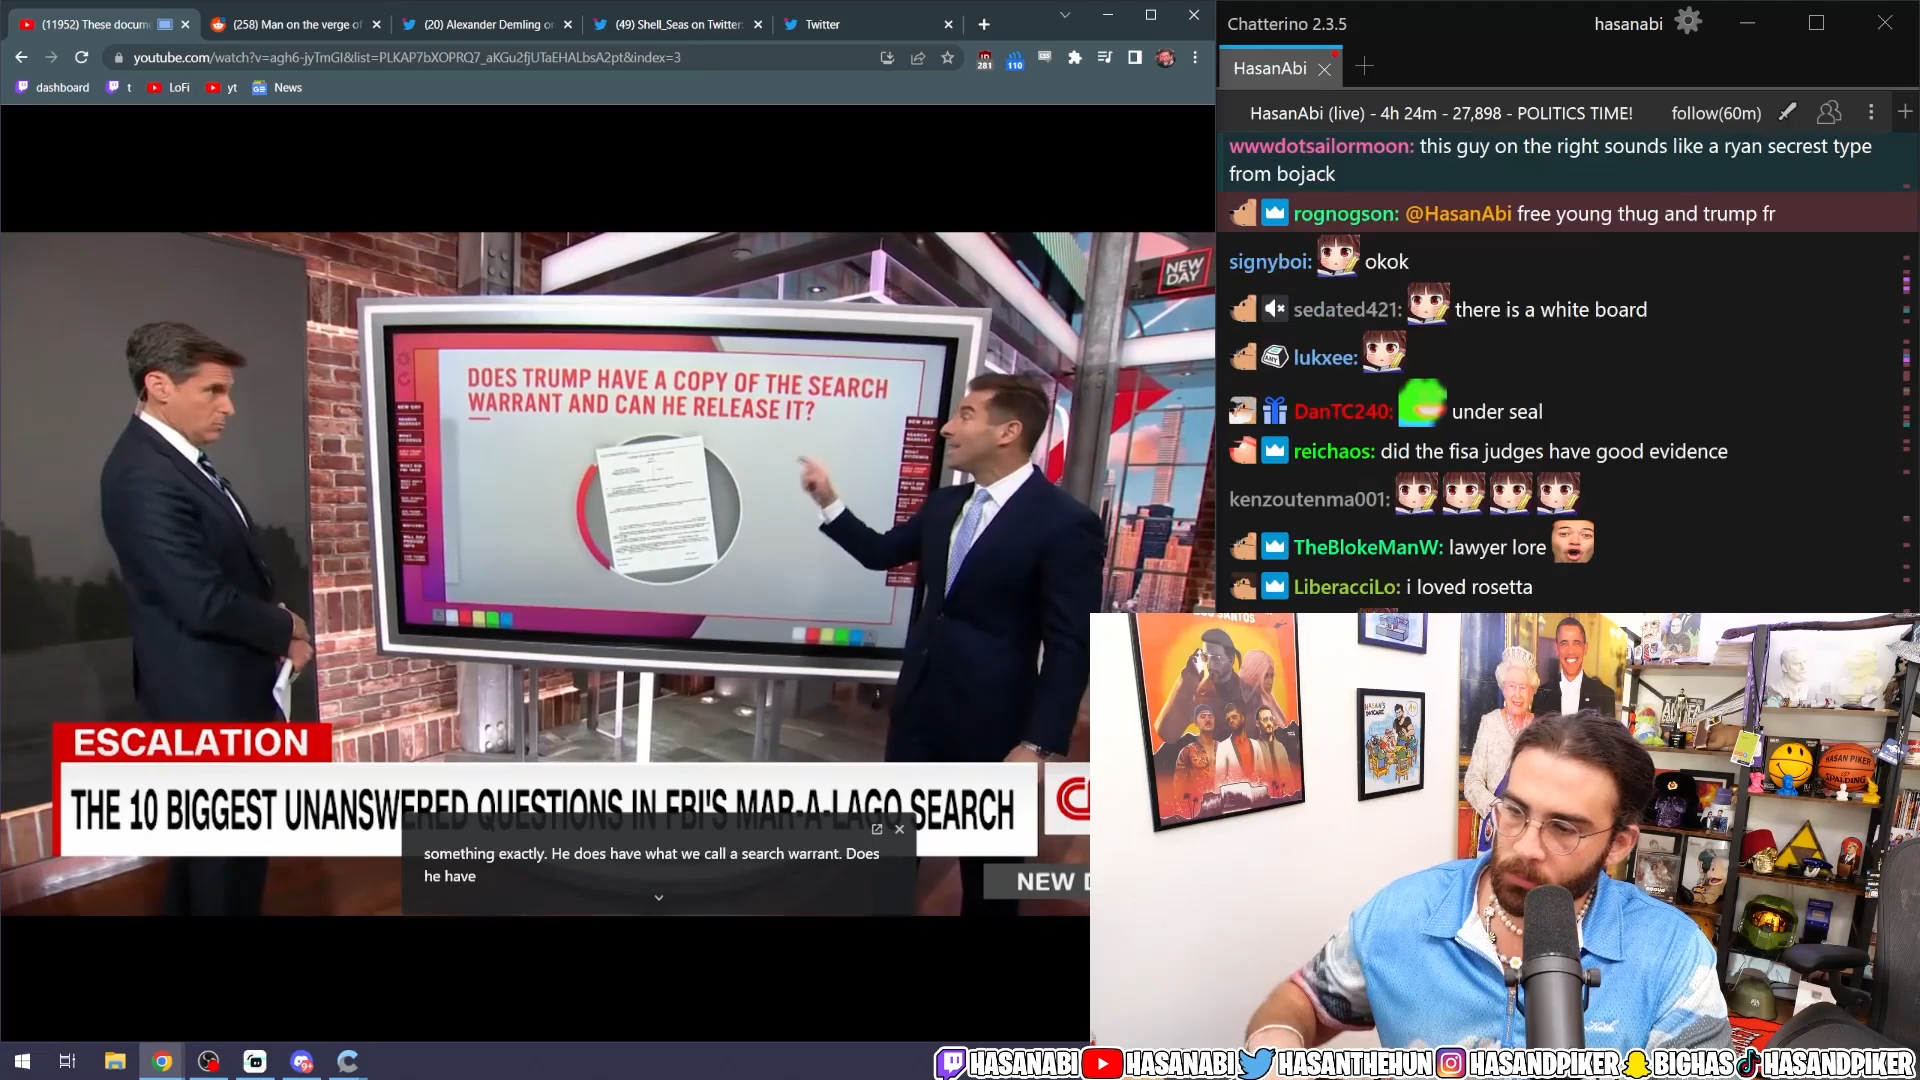 (11952) These docum
(258) Man on the verge of
(20) Alexander Demling o
(49) Shell_Seas on Twitter:
Twitter
youtube.com/watch?v=agh6-jyTmGI&list=PLKAP7bXOPRQ7_aKGu2fjUTaEHALbsA2pt&index=3
281
110
dashboard
t
LoFi
yt
News
NEW DAY
DOES TRUMP HAVE A COPY OF THE SEARCH
WARRANT AND CAN HE RELEASE IT?
ESCALATION
THE 10 BIGGEST UNANSWERED QUESTIONS IN FBI'S MAR-A-LAGO SEARCH
something exactly. He does have what we call a search warrant. Does
he have
NEW D
Chatterino 2.3.5
hasanabi
HasanAbi
HasanAbi (live) - 4h 24m - 27,898 - POLITICS TIME!
follow(60m)
wwwdotsailormoon: this guy on the right sounds like a ryan secrest type
from bojack
rognogson: @HasanAbi free young thug and trump fr
signyboi: okok
sedated421: there is a white board
lukxee:
DanTC240: under seal
reichaos: did the fisa judges have good evidence
kenzoutenma001:
TheBlokeManW: lawyer lore
LiberacciLo: i loved rosetta
SANTOS
HASAN PIKER
SPALDING
HASANABI
HASANABI
HASANTHEHUN
HASANDPIKER
BIGHAS
HASANDPIKER